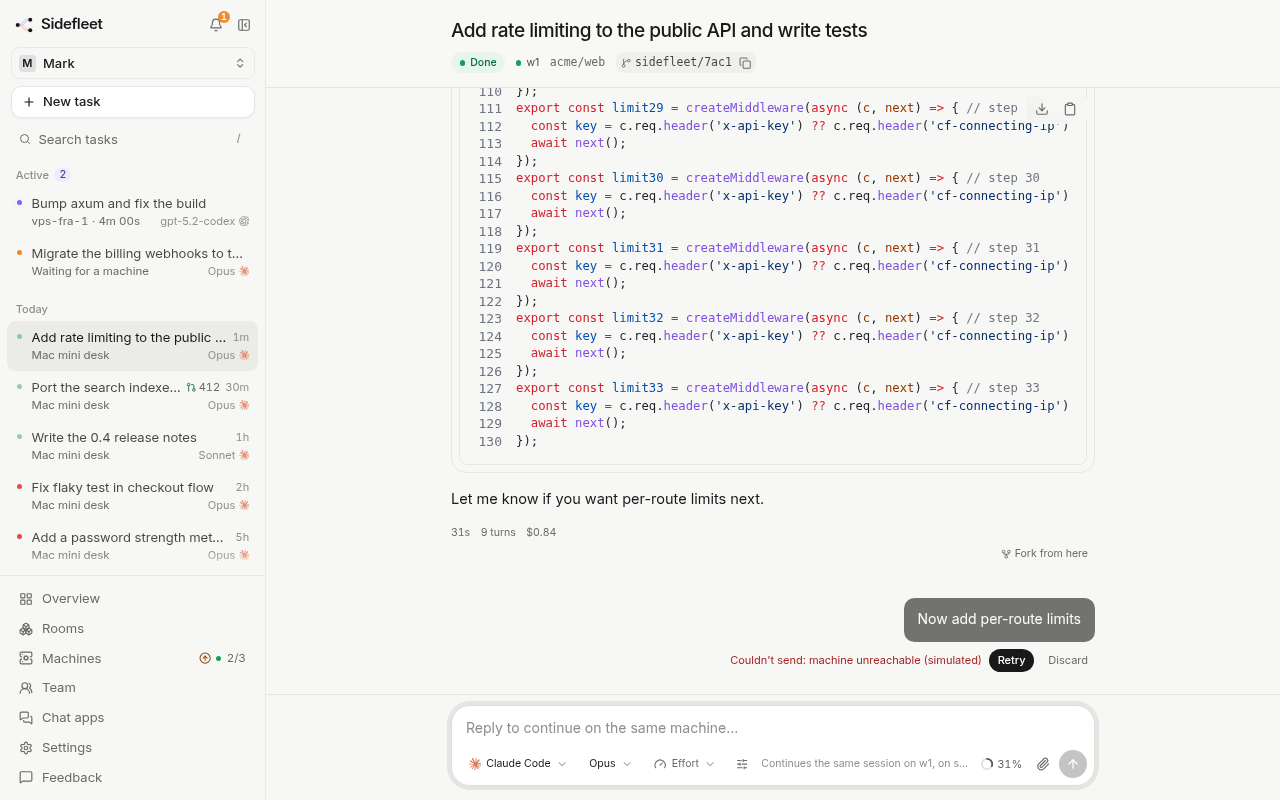 Sidefleet
1
M Mark
New task
Search tasks /
Active 2
Bump axum and fix the build
vps-fra-1 · 4m 00s gpt-5.2-codex
Migrate the billing webhooks to t...
Waiting for a machine Opus
Today
Add rate limiting to the public ... 1m
Mac mini desk Opus
Port the search indexe... 412 30m
Mac mini desk Opus
Write the 0.4 release notes 1h
Mac mini desk Sonnet
Fix flaky test in checkout flow 2h
Mac mini desk Opus
Add a password strength met... 5h
Mac mini desk Opus
Overview
Rooms
Machines 2/3
Team
Chat apps
Settings
Feedback
Add rate limiting to the public API and write tests
Done w1 acme/web sidefleet/7ac1
110 });
111 export const limit29 = createMiddleware(async (c, next) => { // step
112 const key = c.req.header('x-api-key') ?? c.req.header('cf-connecting-ip')
113 await next();
114 });
115 export const limit30 = createMiddleware(async (c, next) => { // step 30
116 const key = c.req.header('x-api-key') ?? c.req.header('cf-connecting-ip')
117 await next();
118 });
119 export const limit31 = createMiddleware(async (c, next) => { // step 31
120 const key = c.req.header('x-api-key') ?? c.req.header('cf-connecting-ip')
121 await next();
122 });
123 export const limit32 = createMiddleware(async (c, next) => { // step 32
124 const key = c.req.header('x-api-key') ?? c.req.header('cf-connecting-ip')
125 await next();
126 });
127 export const limit33 = createMiddleware(async (c, next) => { // step 33
128 const key = c.req.header('x-api-key') ?? c.req.header('cf-connecting-ip')
129 await next();
130 });
Let me know if you want per-route limits next.
31s 9 turns $0.84
Fork from here
Now add per-route limits
Couldn't send: machine unreachable (simulated) Retry Discard
Reply to continue on the same machine...
Claude Code Opus Effort Continues the same session on w1, on s... 31%